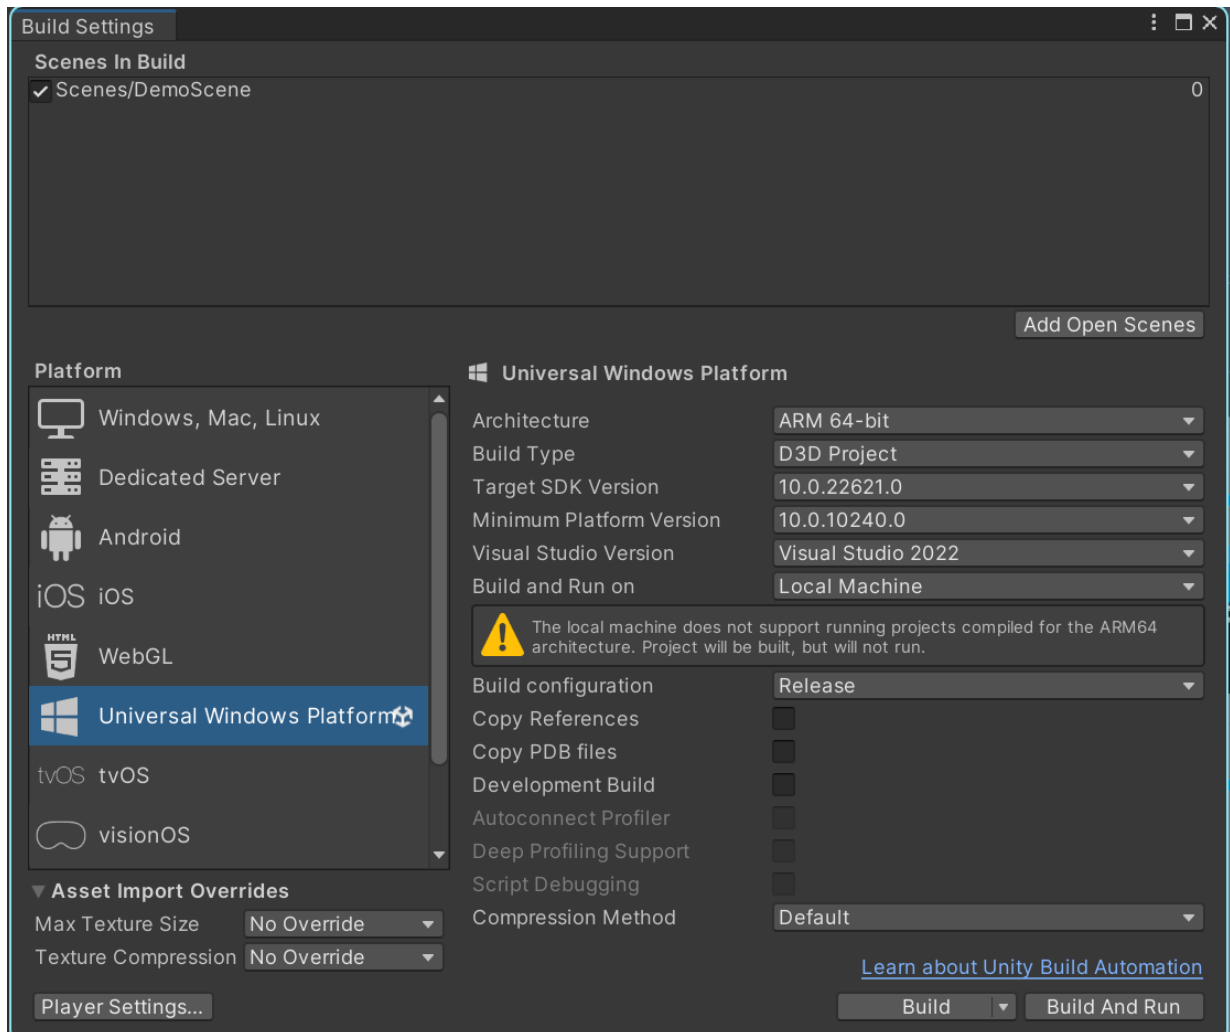 Build Settings
Scenes In Build
Scenes/DemoScene 0
Add Open Scenes
Platform
Windows, Mac, Linux
Dedicated Server
Android
iOS iOS
HTML 5 WebGL
Universal Windows Platform
tvOS tvOS
visionOS
Asset Import Overrides
Max Texture Size No Override
Texture Compression No Override
Player Settings...
Universal Windows Platform
Architecture ARM 64-bit
Build Type D3D Project
Target SDK Version 10.0.22621.0
Minimum Platform Version 10.0.10240.0
Visual Studio Version Visual Studio 2022
Build and Run on Local Machine
The local machine does not support running projects compiled for the ARM64
architecture. Project will be built, but will not run.
Build configuration Release
Copy References
Copy PDB files
Development Build
Autoconnect Profiler
Deep Profiling Support
Script Debugging
Compression Method Default
Learn about Unity Build Automation
Build Build And Run